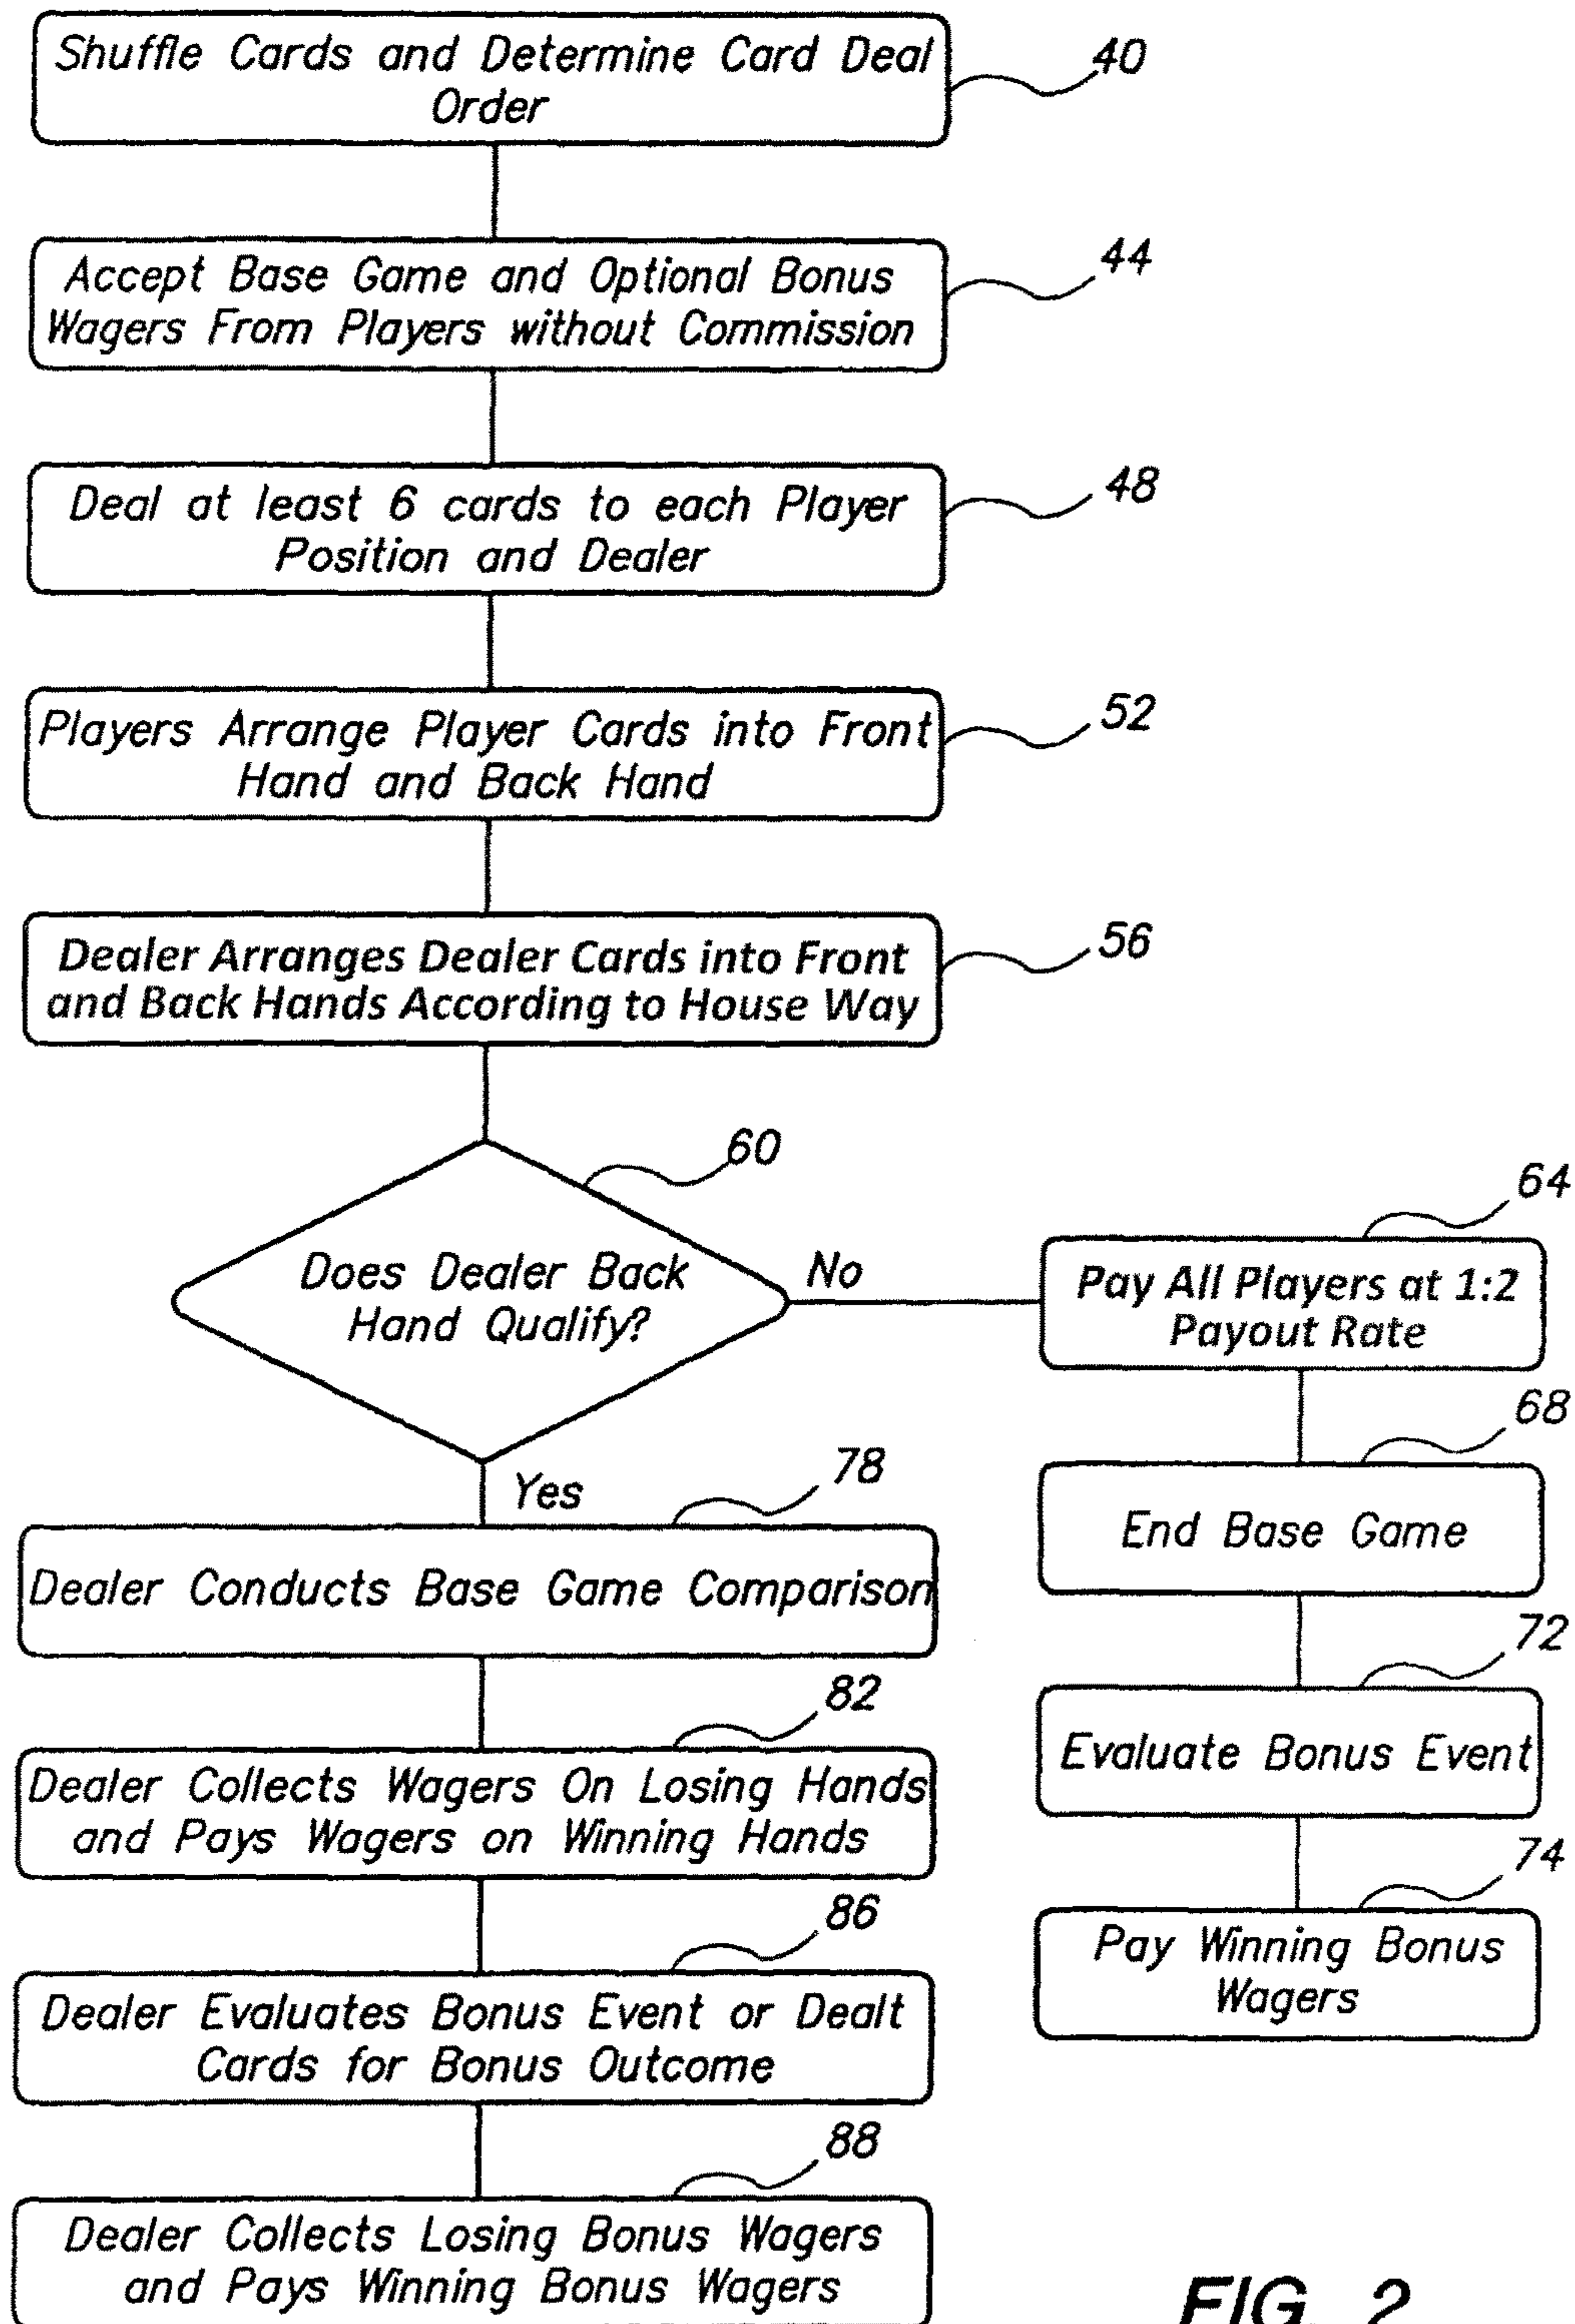 Shuffle Cards and Determine Card Deal
Order
40
Accept Base Game and Optional Bonus
Wagers From Players without Commission
44
Deal at least 6 cards to each Player
Position and Dealer
48
Players Arrange Player Cards into Front
Hand and Back Hand
52
Dealer Arranges Dealer Cards into Front
and Back Hands According to House Way
56
60
Does Dealer Back
Hand Qualify?
No
Yes
64
Pay All Players at 1:2
Payout Rate
68
End Base Game
72
Evaluate Bonus Event
74
Pay Winning Bonus
Wagers
78
Dealer Conducts Base Game Comparison
82
Dealer Collects Wagers On Losing Hands
and Pays Wagers on Winning Hands
86
Dealer Evaluates Bonus Event or Dealt
Cards for Bonus Outcome
88
Dealer Collects Losing Bonus Wagers
and Pays Winning Bonus Wagers
FIG. 2